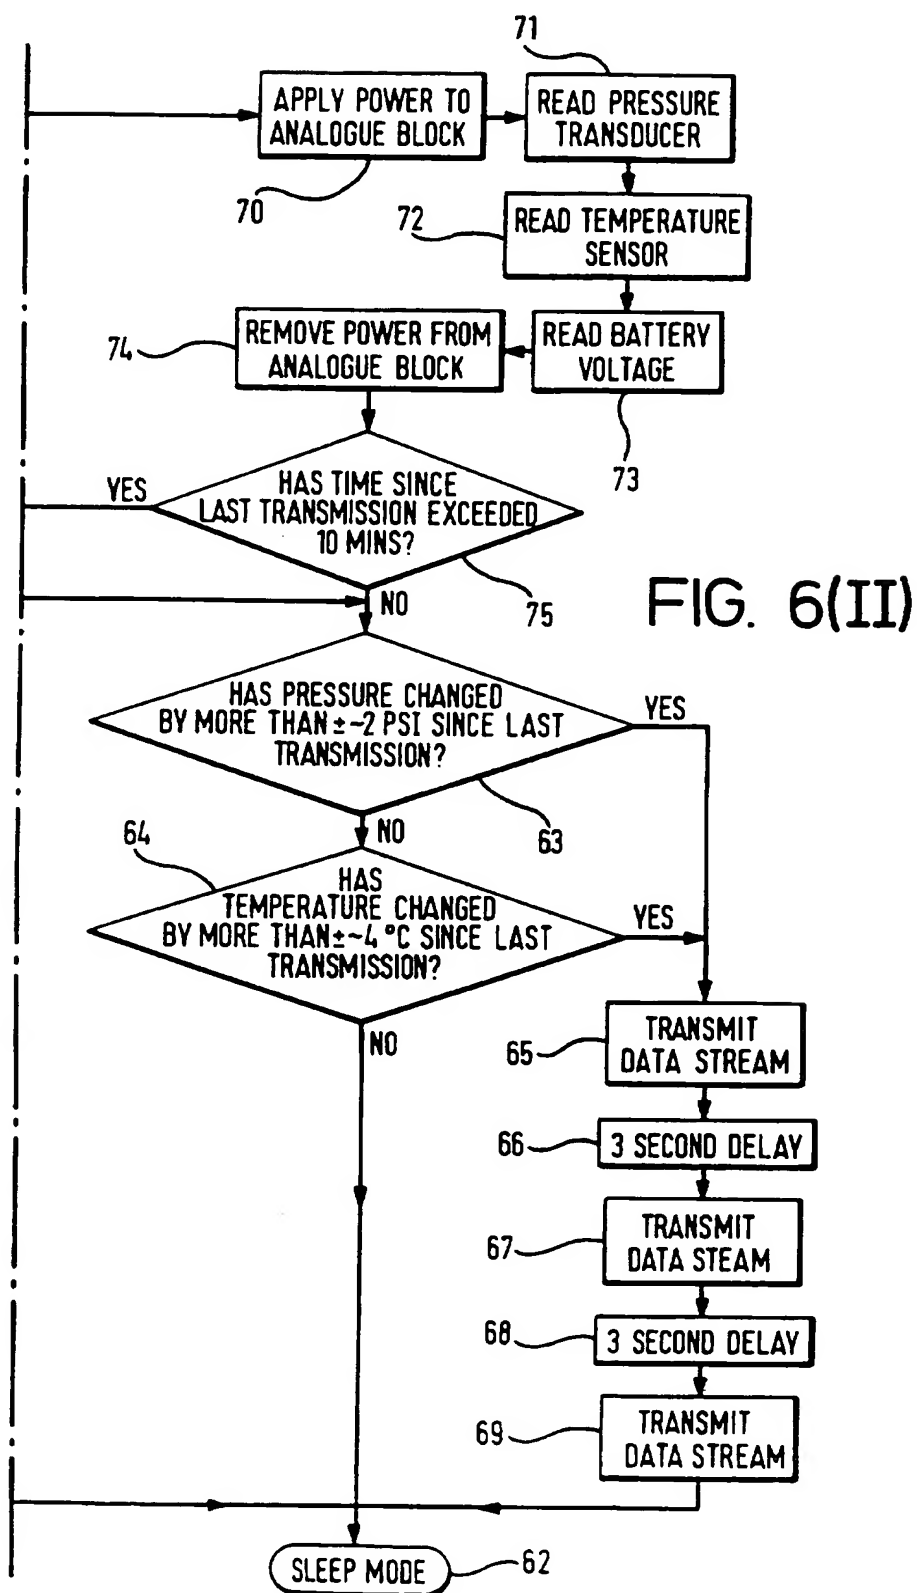 71
APPLY POWER TO
ANALOGUE BLOCK
READ PRESSURE
TRANSDUCER
70
72
READ TEMPERATURE
SENSOR
74
REMOVE POWER FROM
ANALOGUE BLOCK
READ BATTERY
VOLTAGE
73
YES
HAS TIME SINCE
LAST TRANSMISSION EXCEEDED
10 MINS?
75
NO
FIG. 6(II)
HAS PRESSURE CHANGED
BY MORE THAN ±~2 PSI SINCE LAST
TRANSMISSION?
YES
63
NO
64
HAS
TEMPERATURE CHANGED
BY MORE THAN ±~4 °C SINCE LAST
TRANSMISSION?
YES
NO
65
TRANSMIT
DATA STREAM
66
3 SECOND DELAY
67
TRANSMIT
DATA STEAM
68
3 SECOND DELAY
69
TRANSMIT
DATA STREAM
SLEEP MODE
62